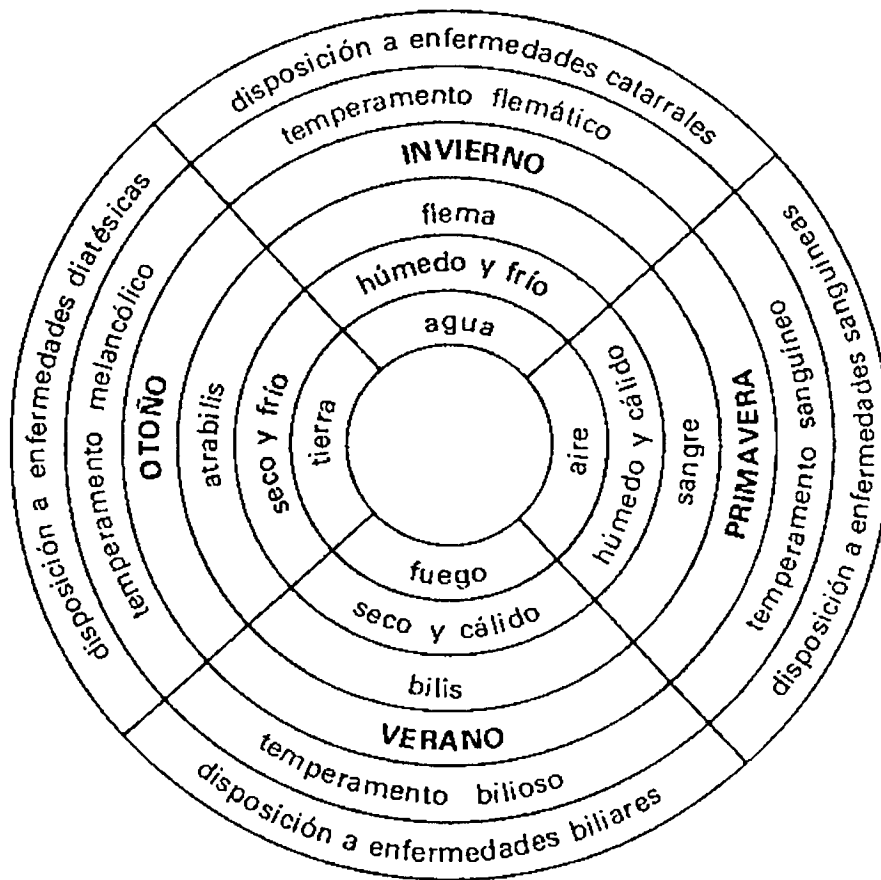 disposición a enfermedades catarrales
temperamento flemático
INVIERNO
flema
húmedo y frío
agua
disposición a enfermedades sanguíneas
temperamento sanguíneo
PRIMAVERA
sangre
húmedo y cálido
aire
fuego
seco y cálido
bilis
VERANO
temperamento bilioso
disposición a enfermedades biliares
disposición a enfermedades diatésicas
temperamento melancólico
OTOÑO
atrabilis
seco y frío
tierra